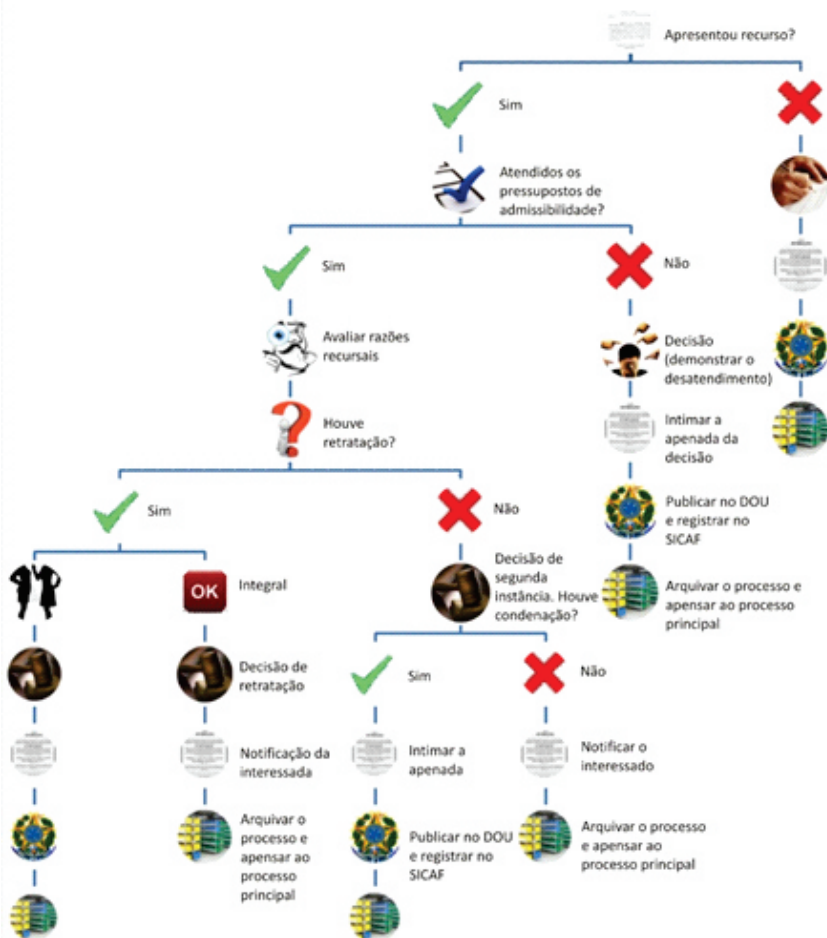 Apresentou recurso?
Sim
Atendidos os
pressupostos de
admissibilidade?
Sim
Não
Avaliar razões
recursais
Decisão
(demonstrar o
desatendimento)
Houve
retratação?
Intimar a
apenada da
decisão
Sim
Não
Publicar no DOU
e registrar no
SICAF
Decisão de
segunda
instância. Houve
condenação?
OK
Integral
Arquivar o processo e
apensar ao processo
principal
Decisão de
retratação
Sim
Não
Notificação da
interessada
Intimar a
apenada
Notificar o
interessado
Arquivar o
processo e
apensar ao
processo
principal
Publicar no DOU
e registrar no
SICAF
Arquivar o processo
e apensar ao
processo principal